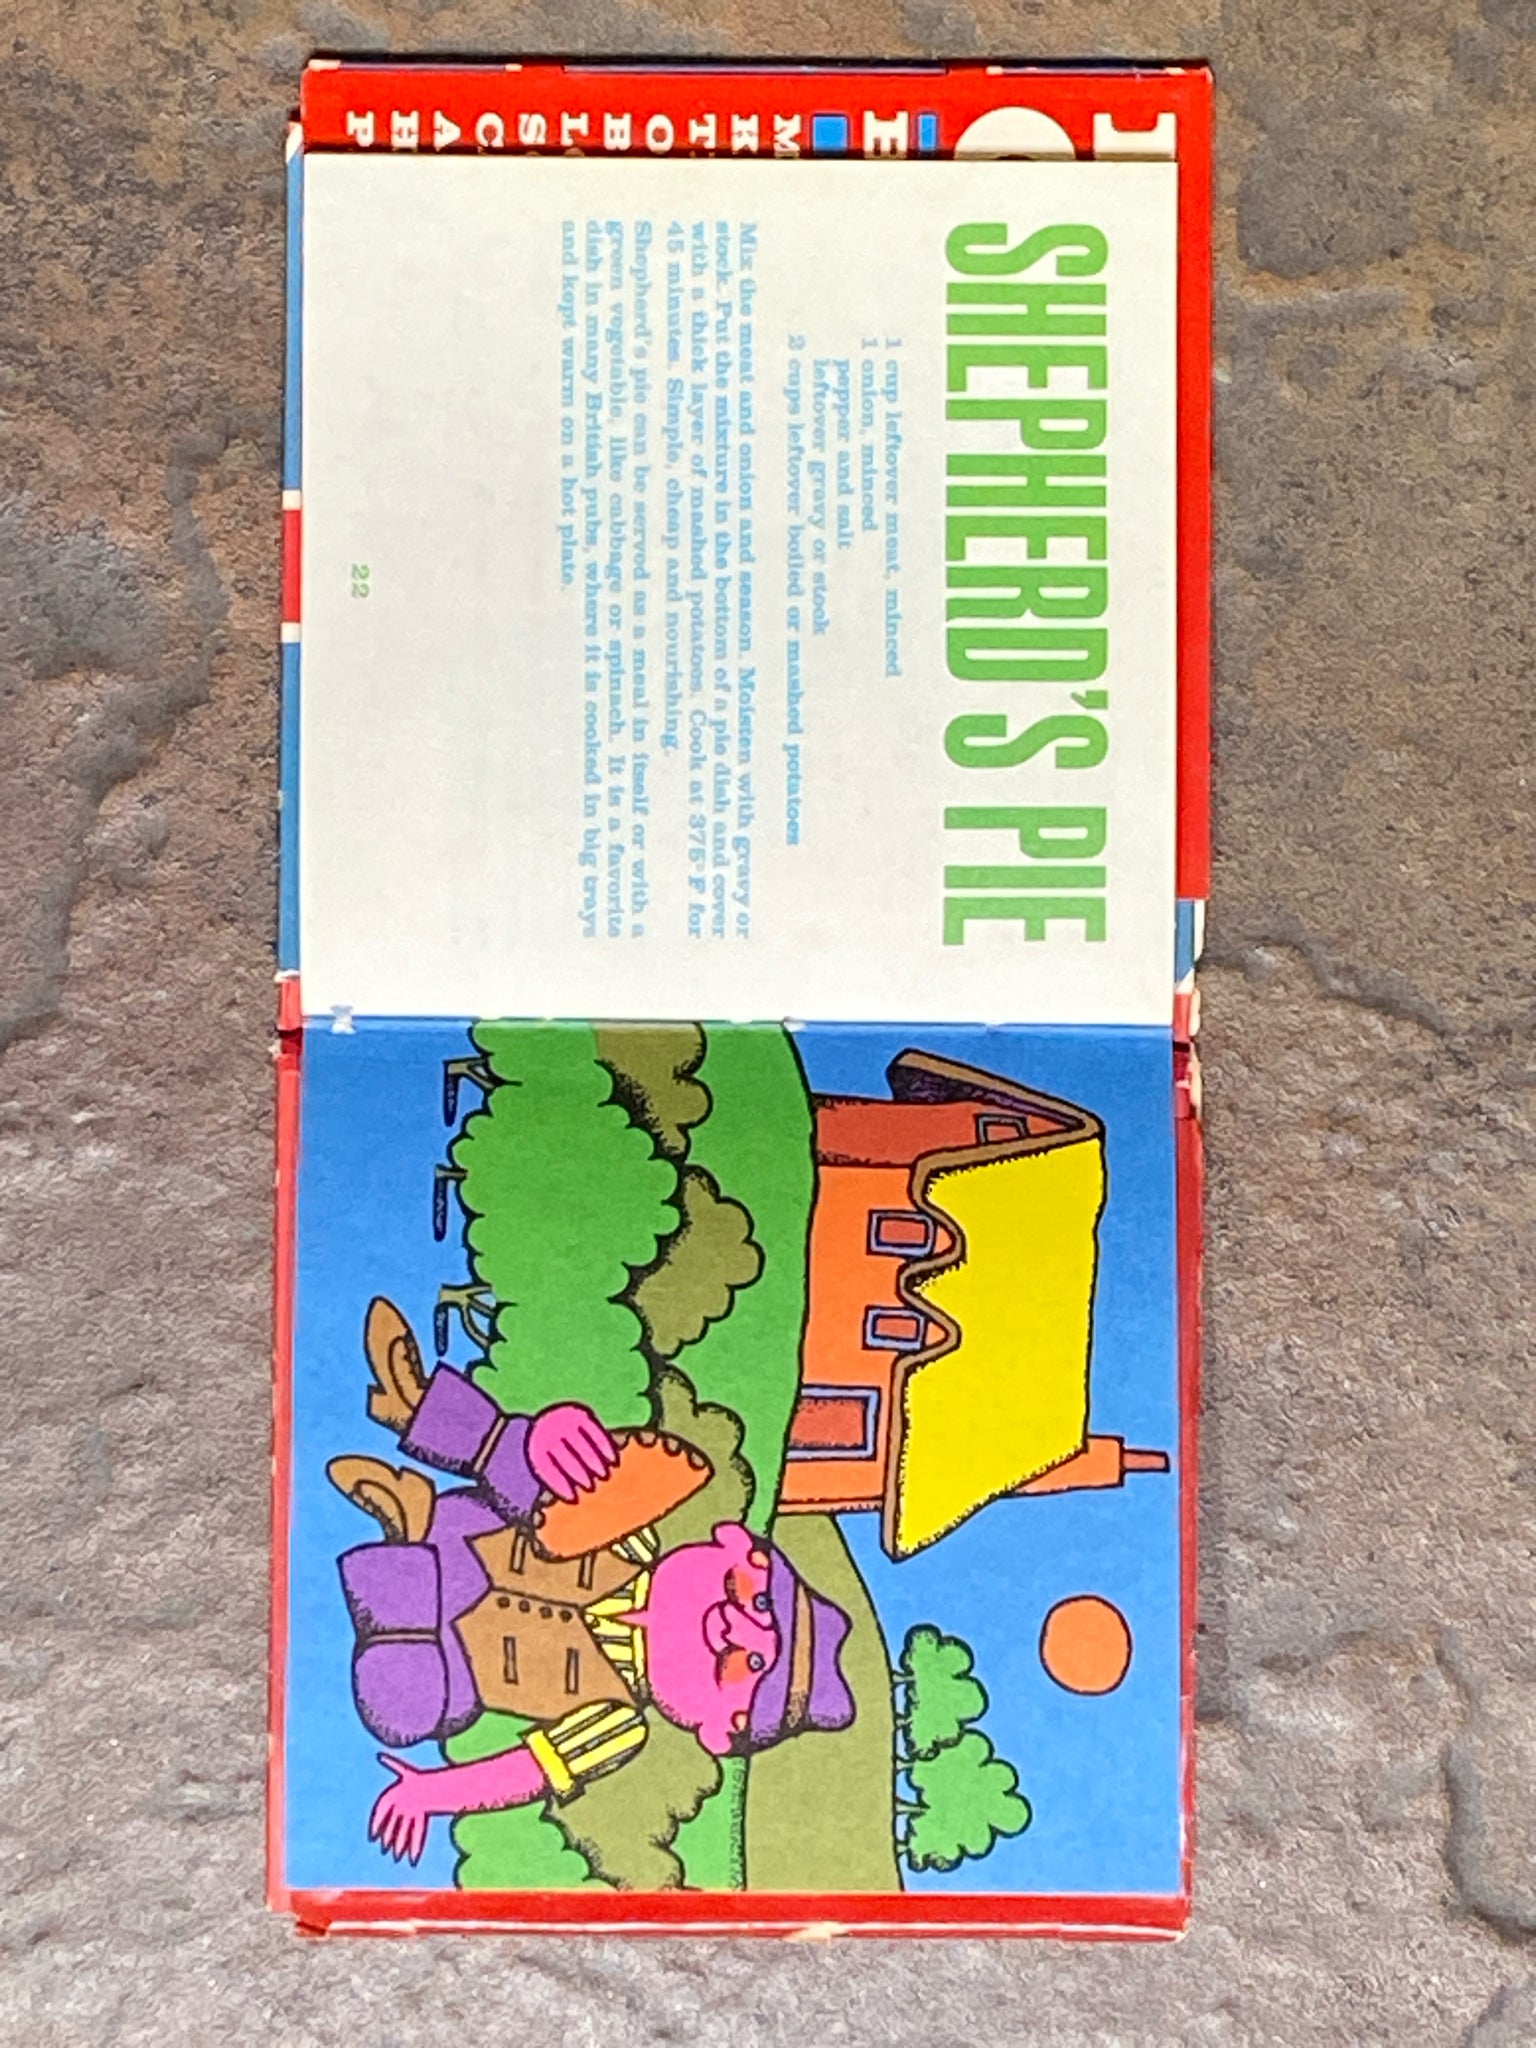 SHEPHERD'S PIE
1 cup leftover meat, minced
1 onion, minced
pepper and salt
leftover gravy or stock
2 cups leftover boiled or mashed potatoes
Mix the meat and onion and season. Moisten with gravy or
stock. Put the mixture in the bottom of a pie dish and cover
with a thick layer of mashed potatoes. Cook at 375° F for
45 minutes. Simple, cheap and nourishing.
Shepherd's pie can be served as a meal in itself or with a
green vegetable, like cabbage or spinach. It is a favorite
dish in many British pubs, where it is cooked in big trays
and kept warm on a hot plate.
22